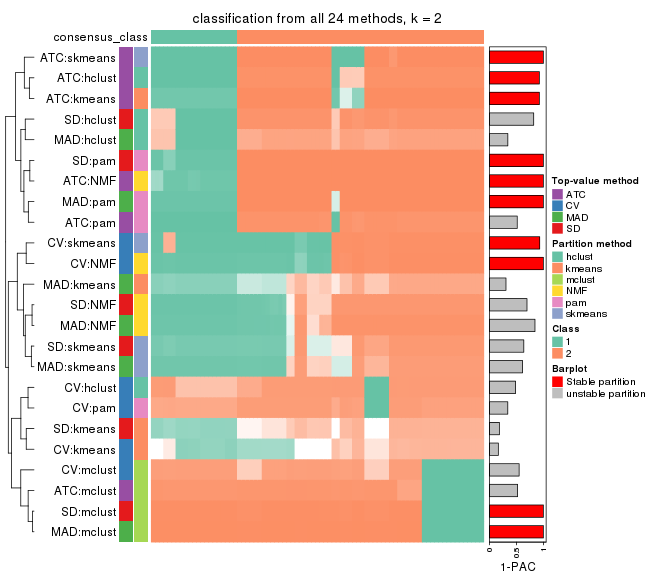 classification from all 24 methods, k = 2
consensus_class
ATC:skmeans
ATC:hclust
ATC:kmeans
SD:hclust
MAD:hclust
SD:pam
ATC:NMF
MAD:pam
ATC:pam
CV:skmeans
CV:NMF
MAD:kmeans
SD:NMF
MAD:NMF
SD:skmeans
MAD:skmeans
CV:hclust
CV:pam
SD:kmeans
CV:kmeans
CV:mclust
ATC:mclust
SD:mclust
MAD:mclust
0
0.5
1
1-PAC
Top-value method
ATC
CV
MAD
SD
Partition method
hclust
kmeans
mclust
NMF
pam
skmeans
Class
1
2
Barplot
Stable partition
unstable partition